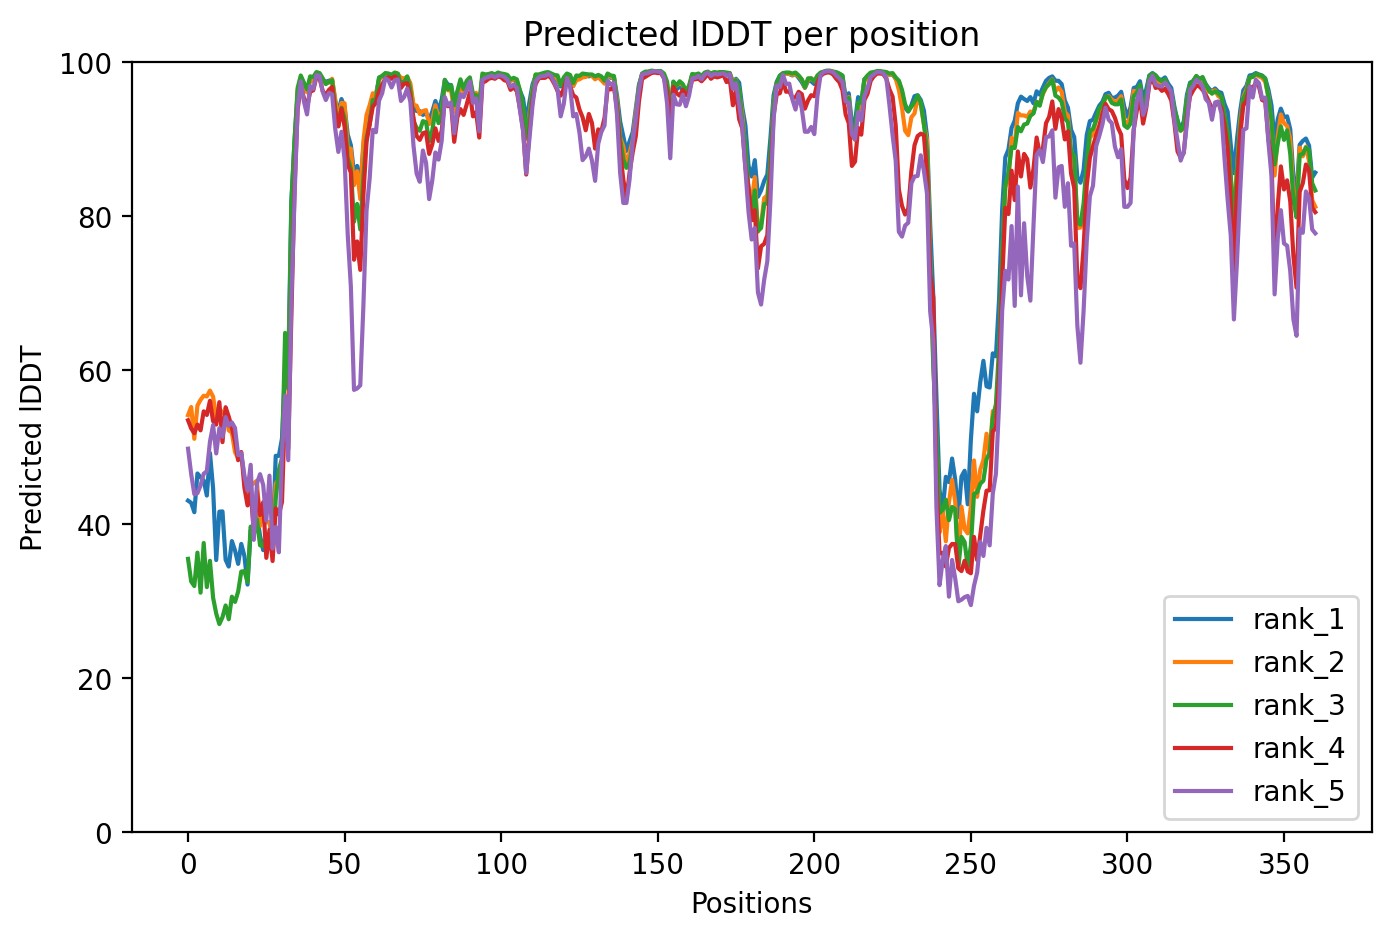 Predicted lDDT per position
100
80
60
40
20
0
Predicted lDDT
0 50 100 150 200 250 300 350
Positions
rank_1
rank_2
rank_3
rank_4
rank_5